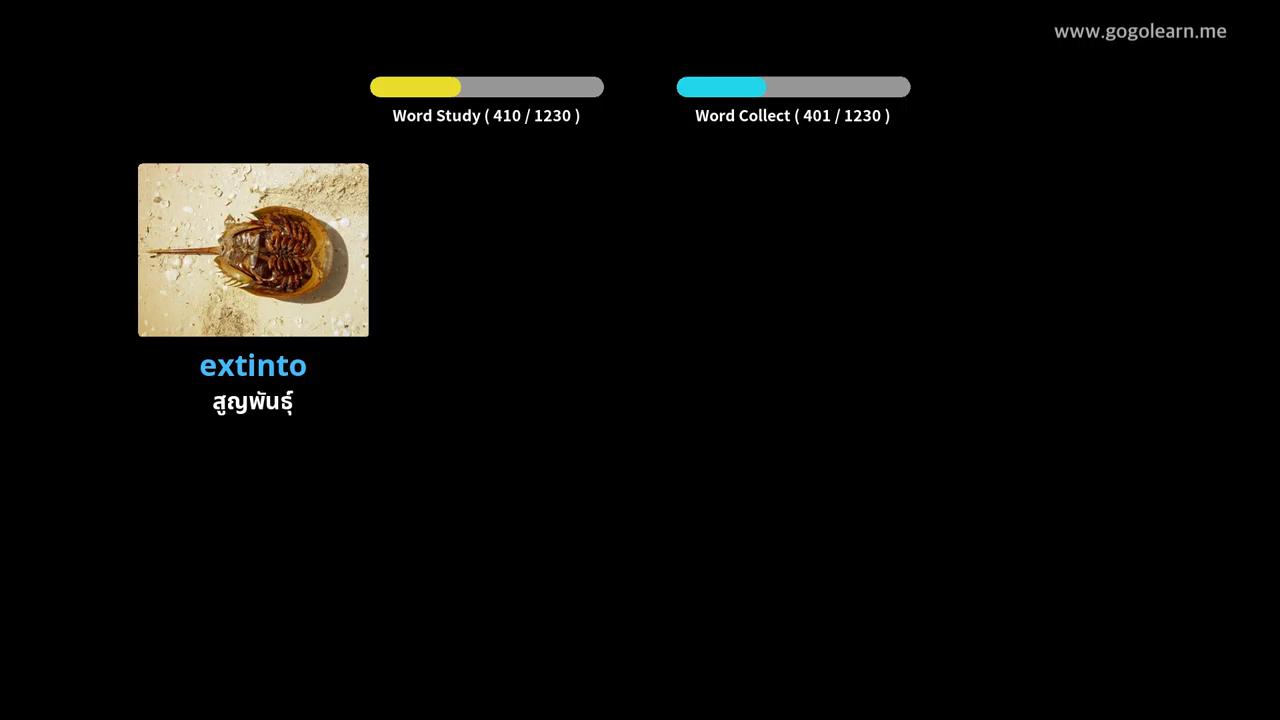 www.gogolearn.me
Word Study ( 410 / 1230 )
Word Collect ( 401 / 1230 )
extinto
สูญพันธุ์